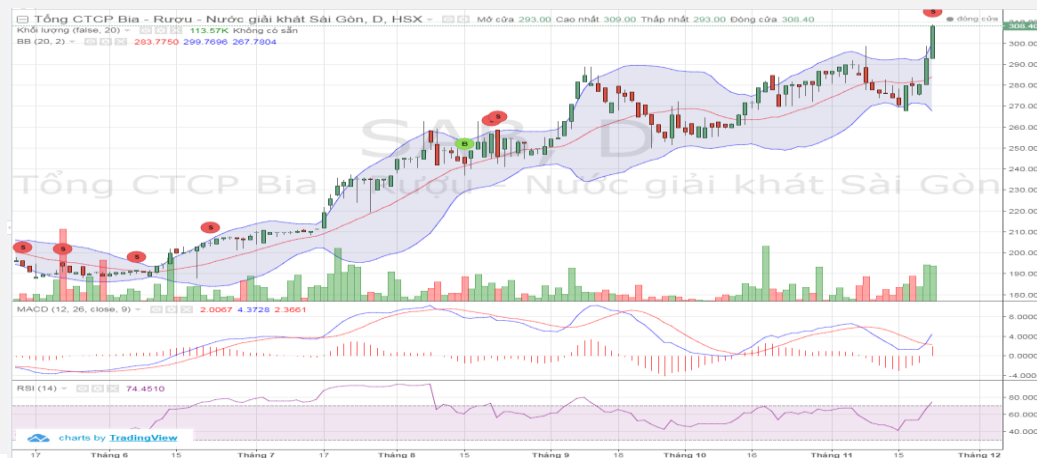 Tổng CTCP Bia - Rượu - Nước giải khát Sài Gòn, D, HSX Mở cửa 293.00 Cao nhất 309.00 Thấp nhất 293.00 Đóng cửa 308.40
Khối lượng (false, 20) 113.57K Không có sẵn
BB (20, 2) 283.7750 299.7696 267.7804
đóng cửa
S
308.40
300.00
290.00
280.00
270.00
260.00
250.00
240.00
230.00
220.00
210.00
200.00
190.00
180.00
SAB, D
Tổng CTCP Bia - Rượu - Nước giải khát Sài Gòn
S
S
S
S
B
S
MACD (12, 26, close, 9) 2.0067 4.3728 2.3661
8.0000
4.0000
0.0000
-4.0000
RSI (14) 74.4510
80.0000
60.0000
40.0000
charts by TradingView
17 Tháng 6 15 Tháng 7 17 Tháng 8 15 Tháng 9 16 Tháng 10 16 Tháng 11 15 Tháng 12